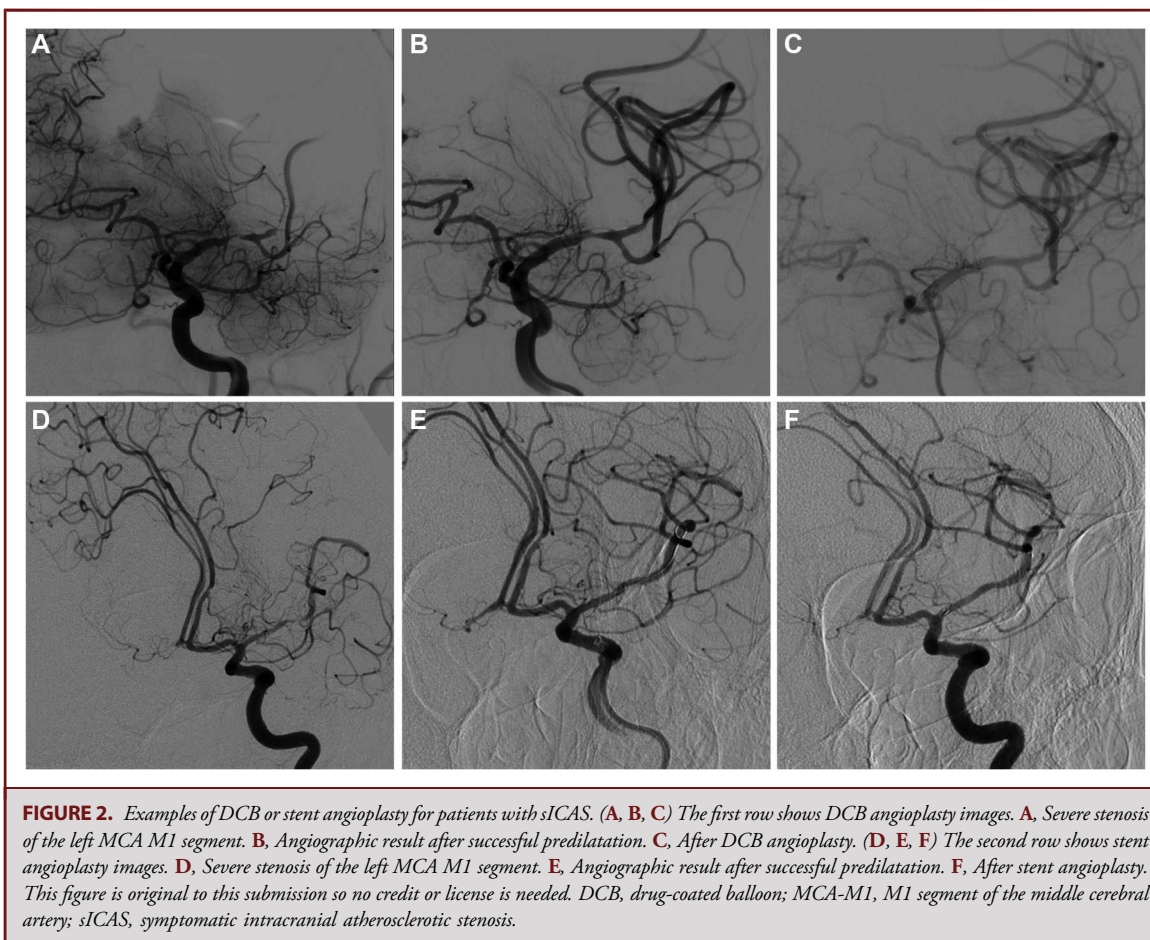 A
B
C
D
E
F
FIGURE 2. Examples of DCB or stent angioplasty for patients with sICAS. (A, B, C) The first row shows DCB angioplasty images. A, Severe stenosis
of the left MCA M1 segment. B, Angiographic result after successful predilatation. C, After DCB angioplasty. (D, E, F) The second row shows stent
angioplasty images. D, Severe stenosis of the left MCA M1 segment. E, Angiographic result after successful predilatation. F, After stent angioplasty.
This figure is original to this submission so no credit or license is needed. DCB, drug-coated balloon; MCA-M1, M1 segment of the middle cerebral
artery; sICAS, symptomatic intracranial atherosclerotic stenosis.